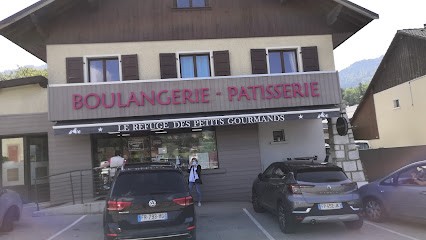 BOULANGERIE - PATISSERIE
LE REFUGE DES PETITS GOURMANDS